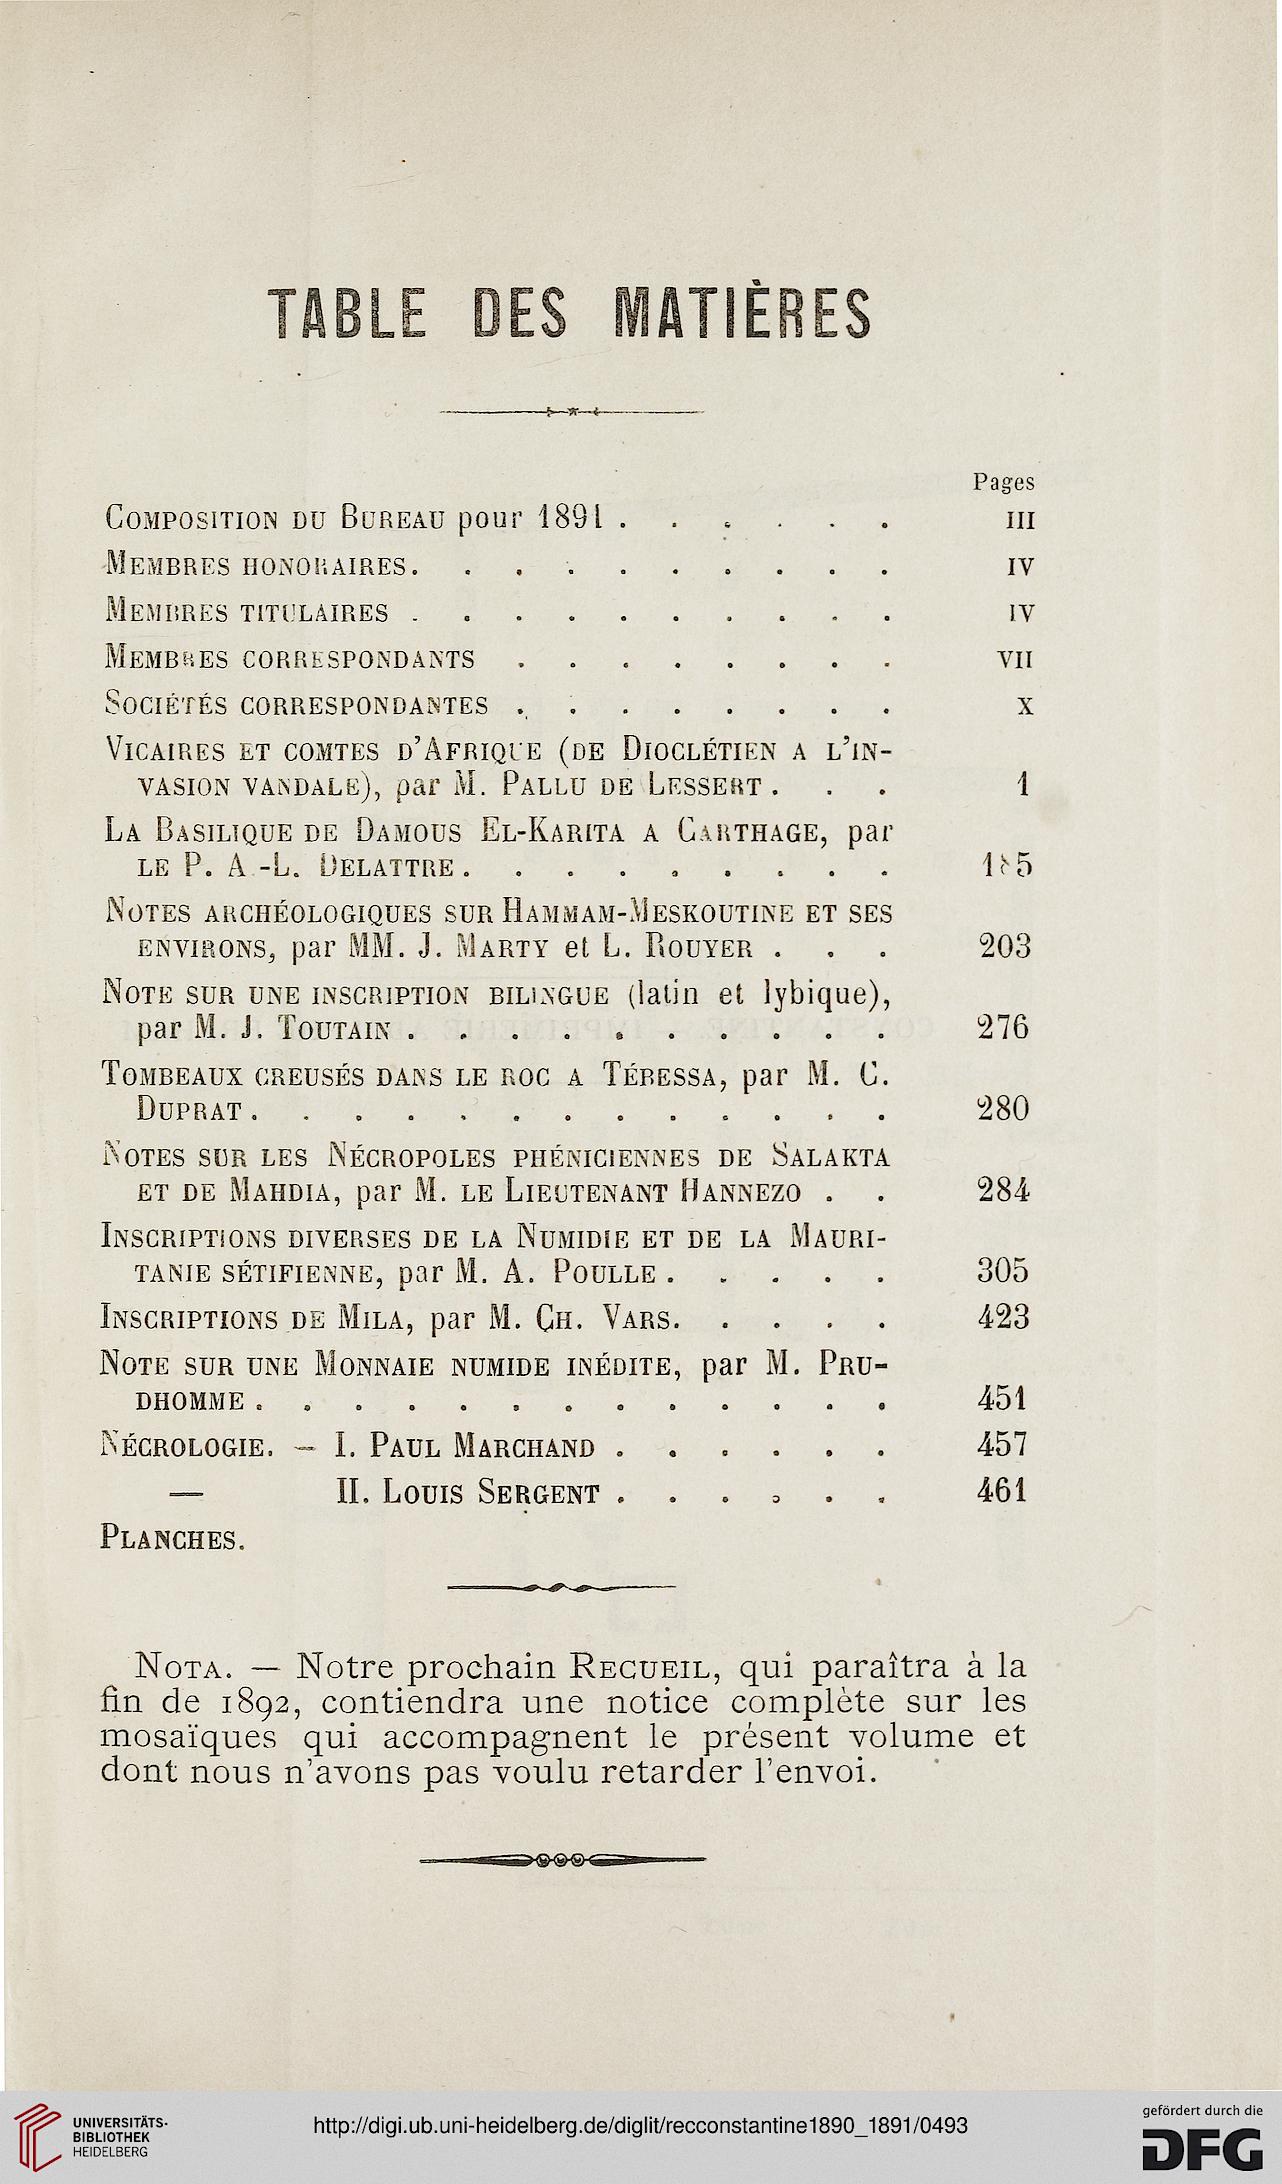 TABLE DES MATIÈRES
Pages
COMPOSITION DU BUREAU pour 1891 . . . . . . III
MEMBRES HONORAIRES. . . . . . . . . . IV
MEMBRES TITULAIRES . . . . . . . . . . IV
MEMBRES CORRESPONDANTS . . . . . . . . VII
SOCIÉTÉS CORRESPONDANTES . . . . . . . . X
VICAIRES ET COMTES D'AFRIQUE (DE DIOCLÉTIEN A L'IN-
VASION VANDALE), par M. PALLU DE LESSERT . . . 1
LA BASILIQUE DE DAMOUS EL-KARITA A CARTHAGE, par
LE P. A.-L. DELATTRE . . . . . . . . . 185
NOTES ARCHÉOLOGIQUES SUR HAMMAM-MESKOUTINE ET SES
ENVIRONS, par MM. J. MARTY et L. ROUYER . . . 203
NOTE SUR UNE INSCRIPTION BILINGUE (latin et lybique),
par M. J. TOUTAIN . . . . . . . . . . 276
TOMBEAUX CREUSÉS DANS LE ROC A TÉBESSA, par M. C.
DUPRAT . . . . . . . . . . . . . 280
NOTES SUR LES NÉCROPOLES PHÉNICIENNES DE SALAKTA
ET DE MAHDIA, par M. LE LIEUTENANT HANNEZO . . 284
INSCRIPTIONS DIVERSES DE LA NUMIDIE ET DE LA MAURI-
TANIE SÉTIFIENNE, par M. A. POULLE . . . . . 305
INSCRIPTIONS DE MILA, par M. CH. VARS. . . . . 423
NOTE SUR UNE MONNAIE NUMIDE INÉDITE, par M. PRU-
DHOMME . . . . . . . . . . . . . 451
NÉCROLOGIE. — I. PAUL MARCHAND . . . . . . 457
— II. LOUIS SERGENT . . . . . . 461
PLANCHES.
NOTA. — Notre prochain RECUEIL, qui paraîtra à la
fin de 1892, contiendra une notice complète sur les
mosaïques qui accompagnent le présent volume et
dont nous n'avons pas voulu retarder l'envoi.
UNIVERSITÄTS-
BIBLIOTHEK
HEIDELBERG
http://digi.ub.uni-heidelberg.de/diglit/recconstantine1890_1891/0493
gefördert durch die
DFG